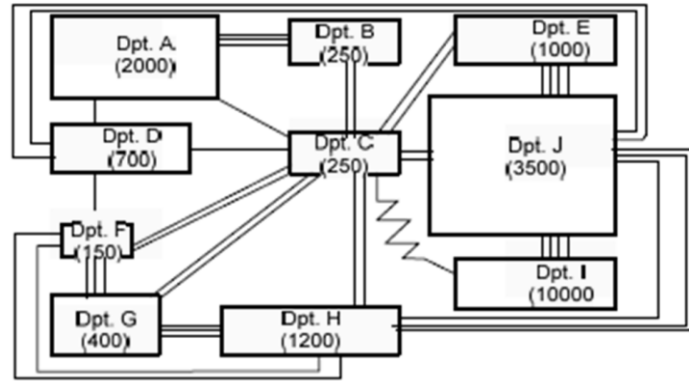 Dpt. A
(2000)
Dpt. B
(250)
Dpt. E
(1000)
Dpt. D
(700)
Dpt. C
(250)
Dpt. J
(3500)
Dpt. F
(150)
Dpt. I
(10000
Dpt. G
(400)
Dpt. H
(1200)